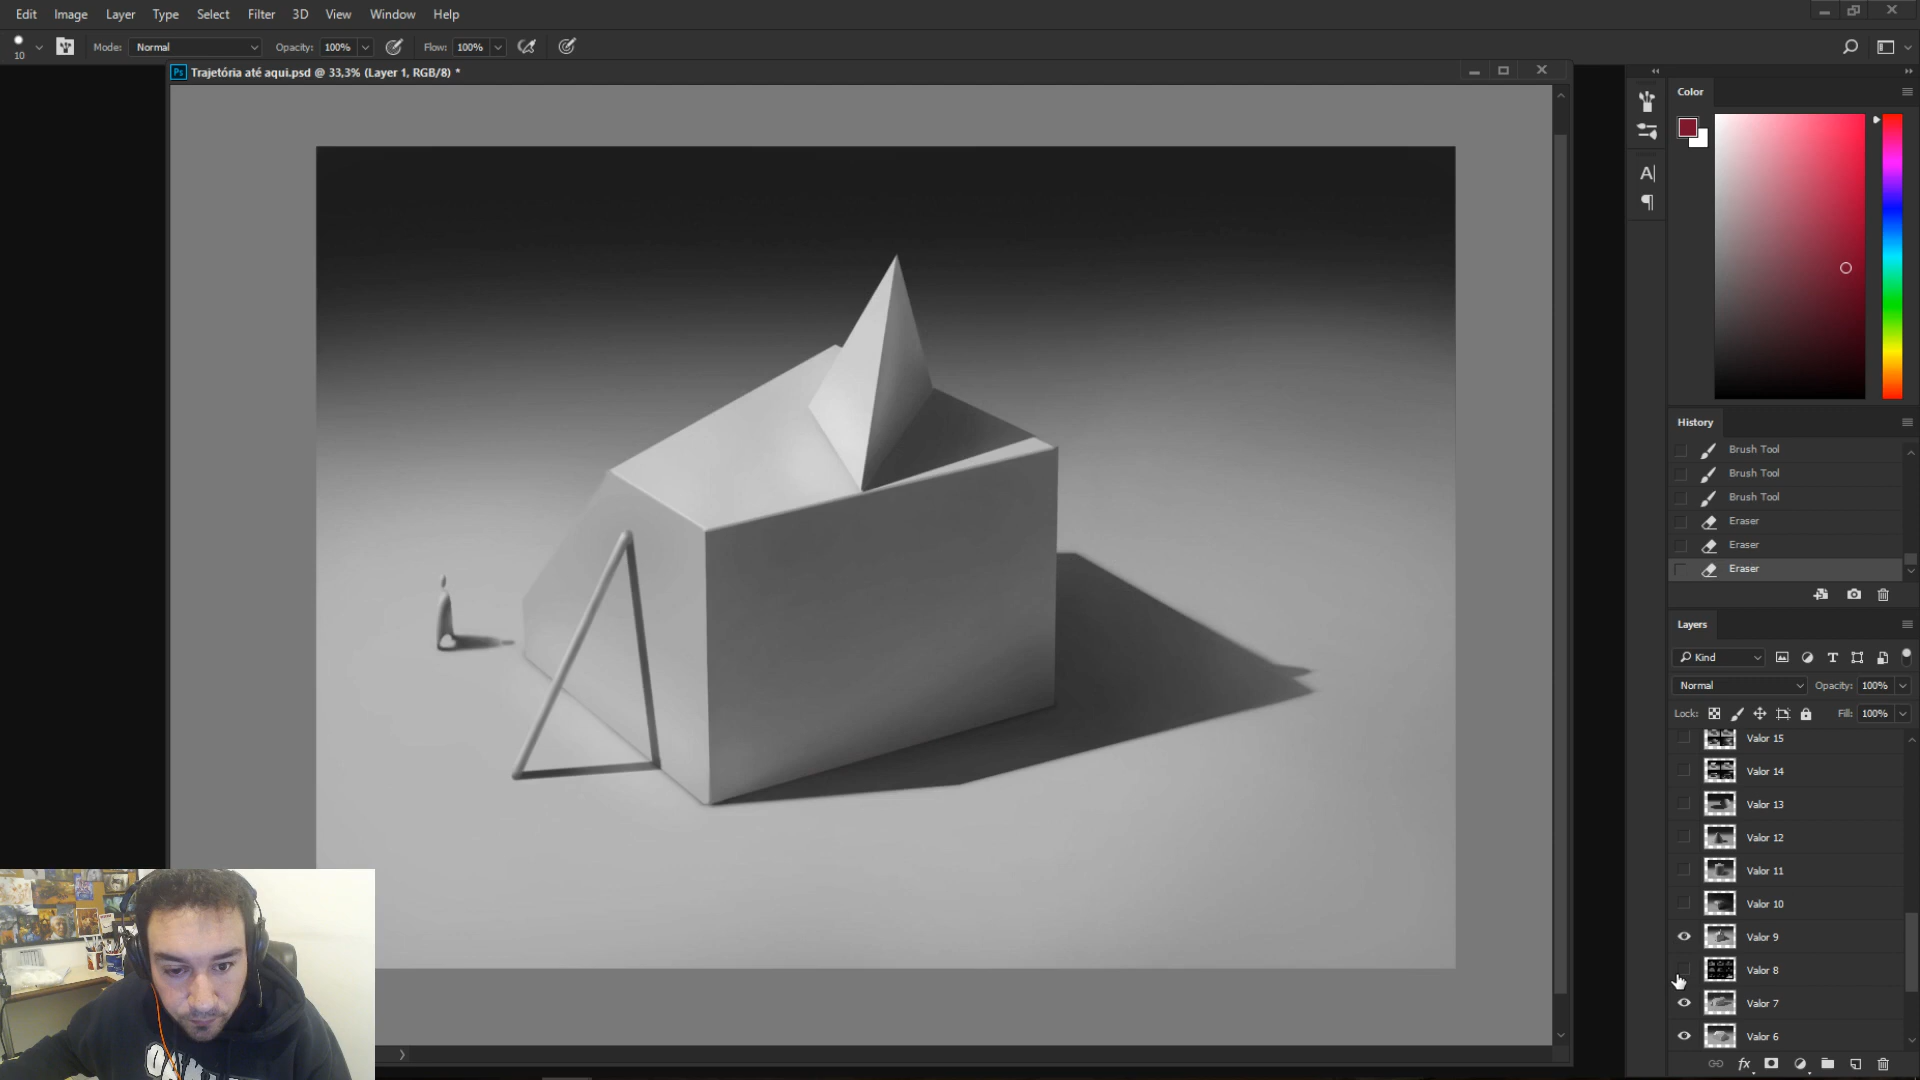 Edit Image Layer Type Select Filter 3D View Window Help
10 Mode: Normal Opacity: 100% Flow: 100%
Ps Trajetória até aqui.psd @ 33,3% (Layer 1, RGB/8) *
Color
A|
History
Brush Tool
Brush Tool
Brush Tool
Eraser
Eraser
Eraser
Layers
Kind
Normal Opacity: 100%
Lock: Fill: 100%
Valor 15
Valor 14
Valor 13
Valor 12
Valor 11
Valor 10
Valor 9
Valor 8
Valor 7
Valor 6
fx